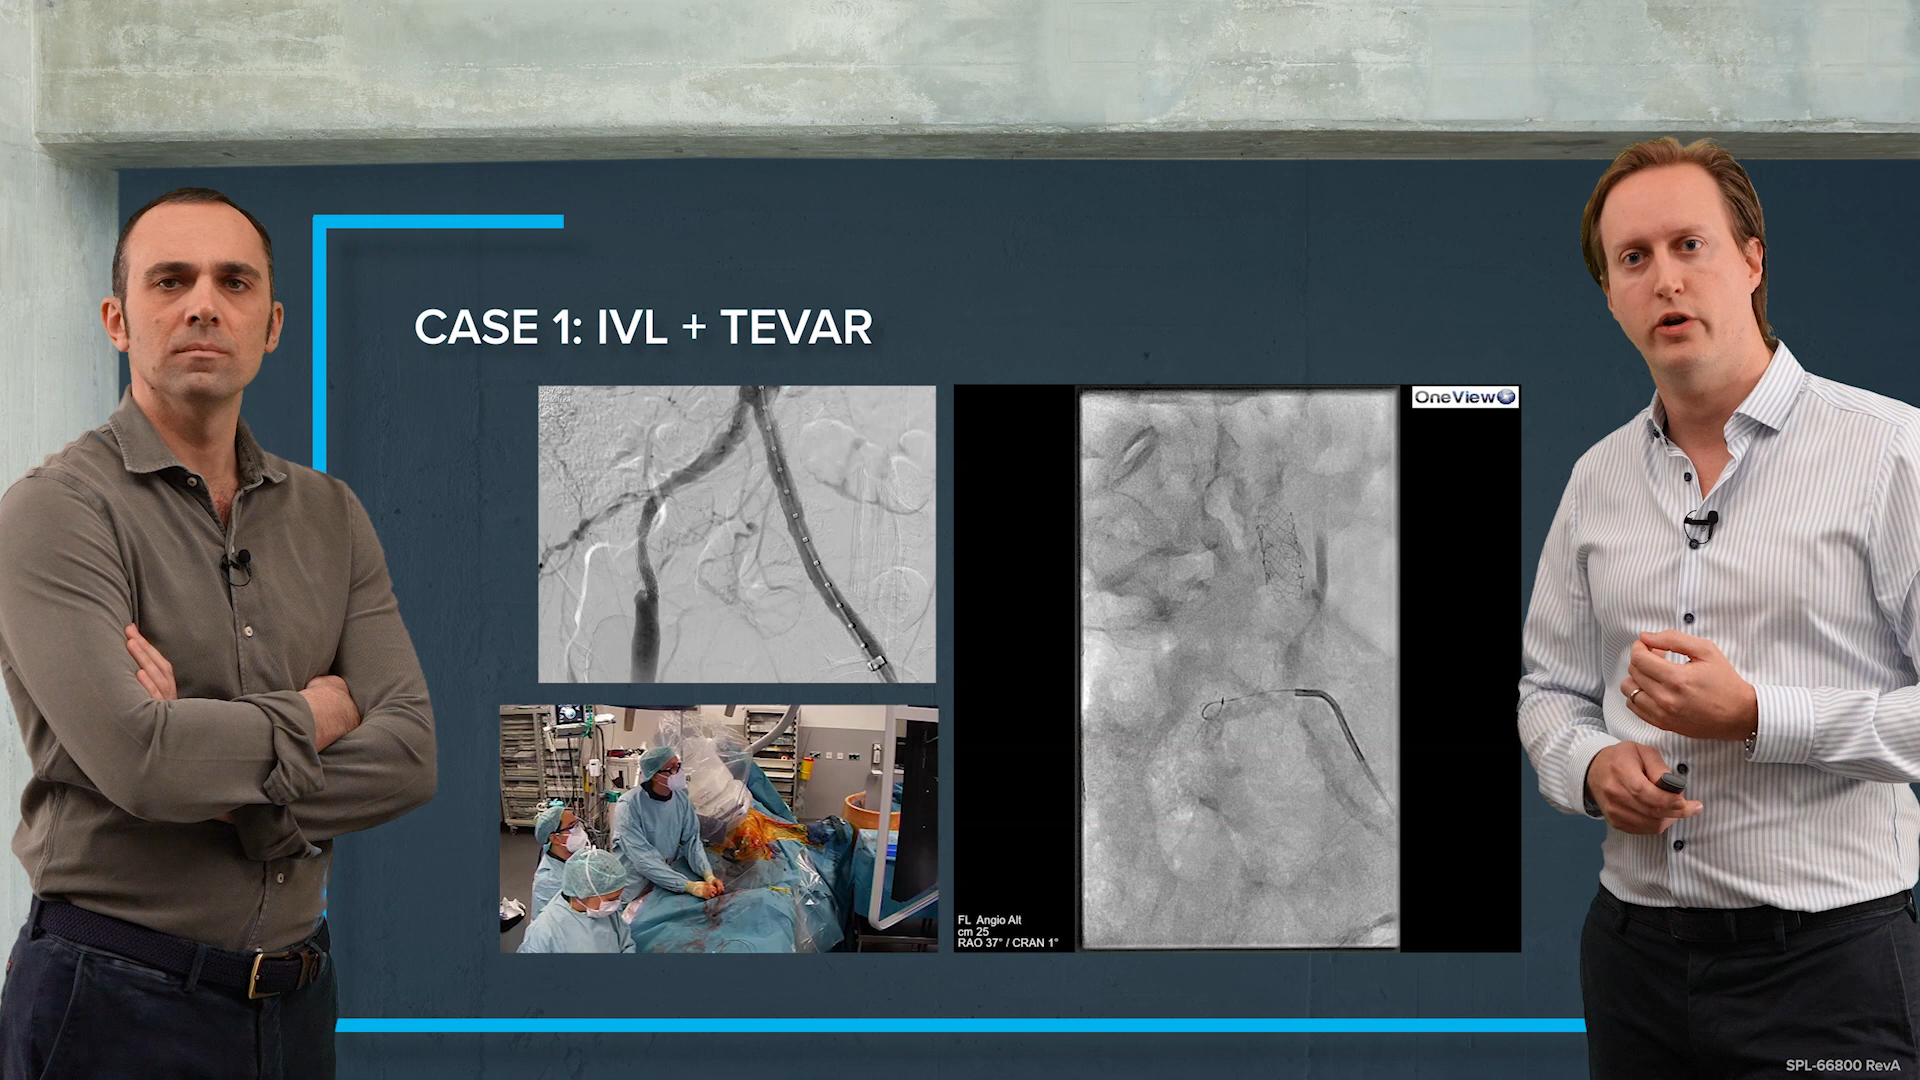 CASE 1: IVL + TEVAR
OneView
FL Angio Alt
cm 25
RAO 37° / CRAN 1°
SPL-66800 RevA